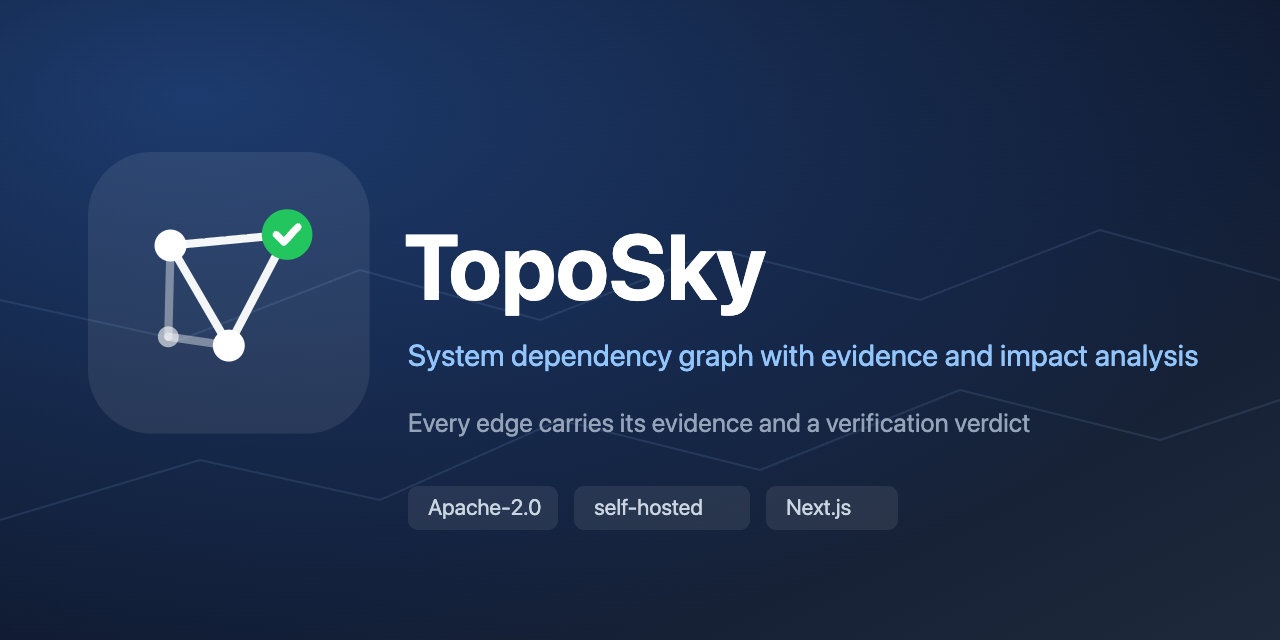 TopoSky
System dependency graph with evidence and impact analysis
Every edge carries its evidence and a verification verdict
Apache-2.0 self-hosted Next.js